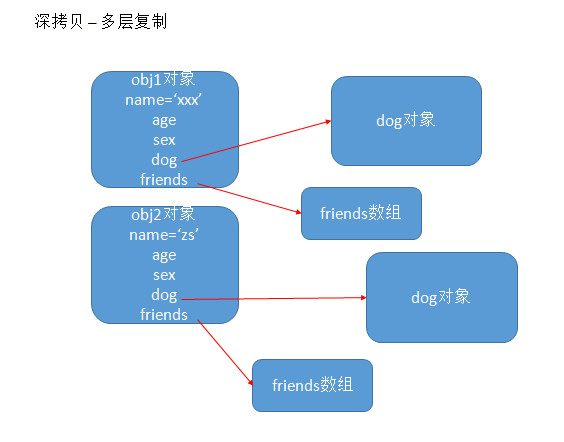 深拷贝 – 多层复制
obj1对象
name=‘xxx’
age
sex
dog
friends
dog对象
friends数组
obj2对象
name=‘zs’
age
sex
dog
friends
dog对象
friends数组